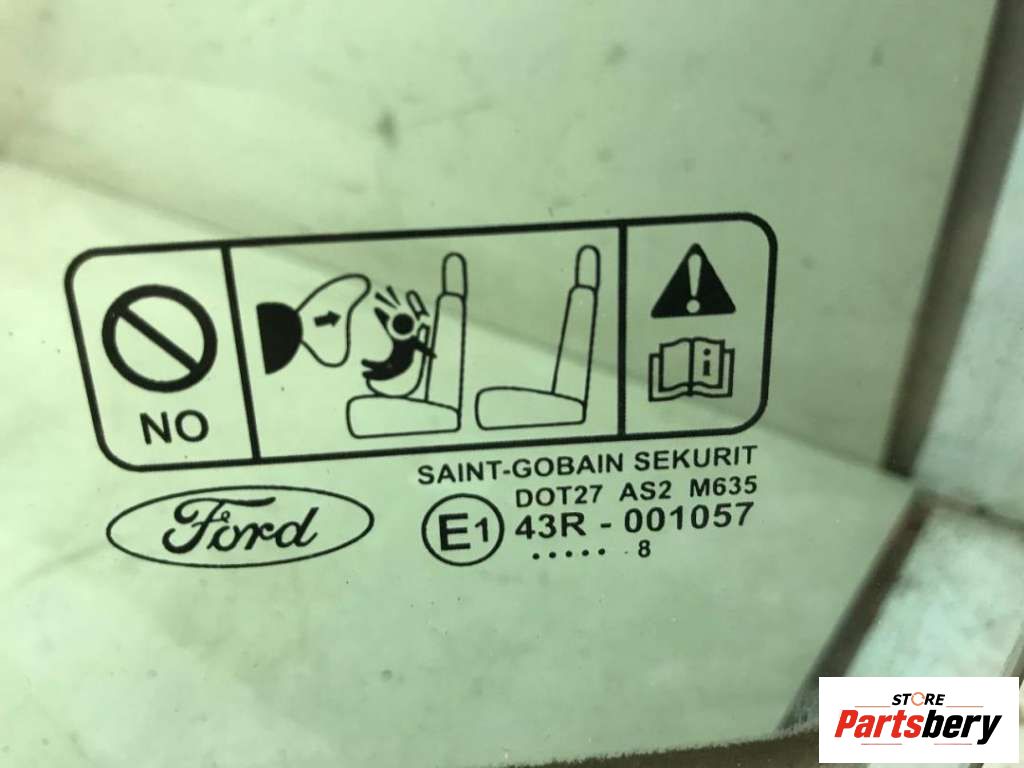 NO
i
SAINT-GOBAIN SEKURIT
DOT27 AS2 M635
E1 43R - 001057
..... 8
Ford
STORE
Partsbery